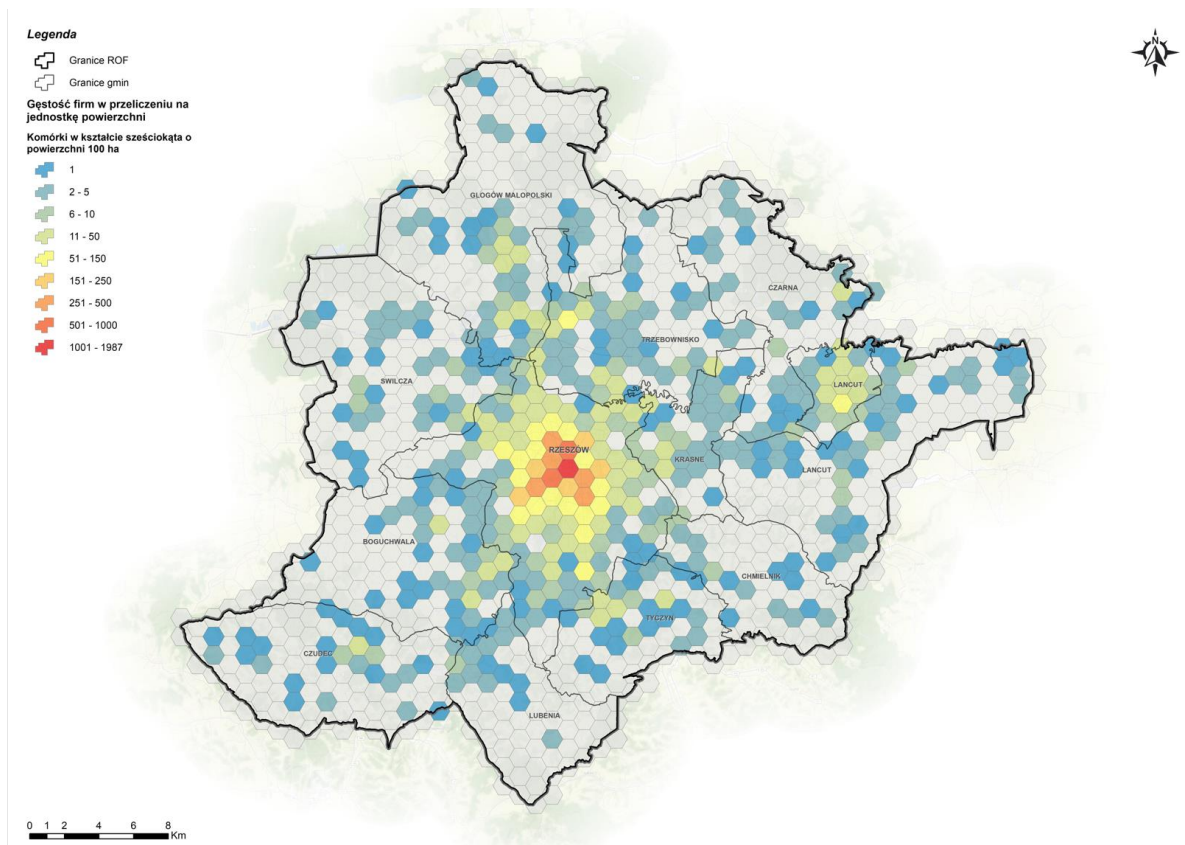 Legenda
Granice ROF
Granice gmin
Gęstość firm w przeliczeniu na
jednostkę powierzchni
Komórki w kształcie sześciokąta o
powierzchni 100 ha
1
2 - 5
6 - 10
11 - 50
51 - 150
151 - 250
251 - 500
501 - 1000
1001 - 1987
N
GŁOGÓW MAŁOPOLSKI
CZARNA
TRZEBOWNISKO
ŚWILCZA
ŁAŃCUT
RZESZÓW
KRASNE
ŁAŃCUT
BOGUCHWAŁA
CHMIELNIK
TYCZYN
CZUDEC
LUBENIA
0 1 2 4 6 8
Km